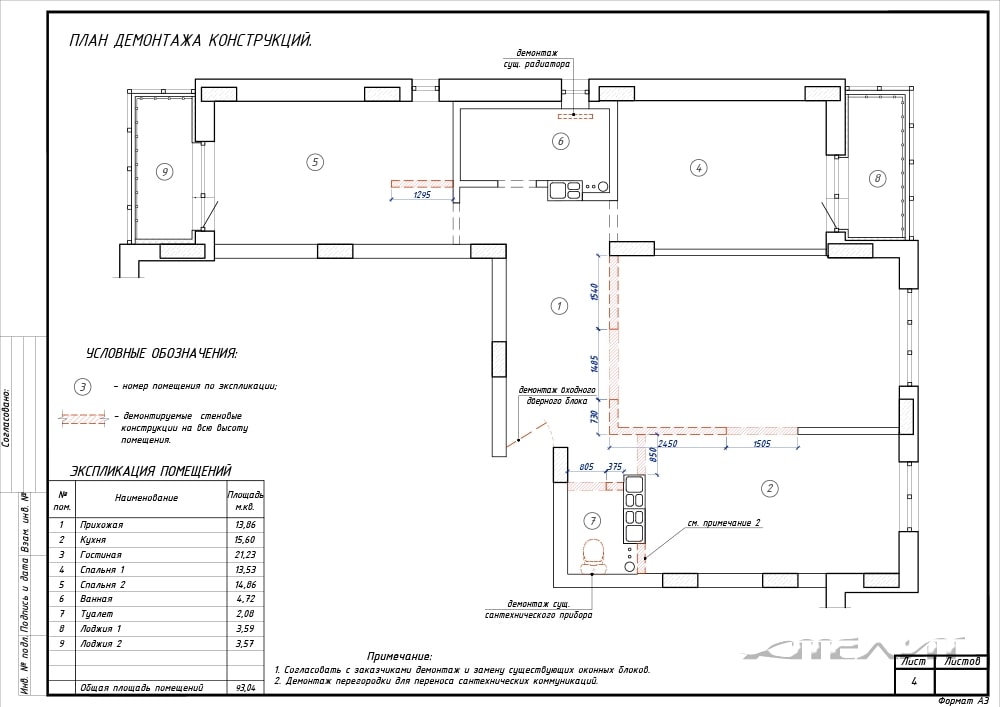 ПЛАН ДЕМОНТАЖА КОНСТРУКЦИЙ.
демонтаж
сущ. радиатора
9
5
6
4
8
1295
1
1540
1485
730
демонтаж входного
дверного блока
2450
1505
850
805
375
2
7
см. примечание 2
демонтаж сущ.
сантехнического прибора
УСЛОВНЫЕ ОБОЗНАЧЕНИЯ:
3
- номер помещения по экспликации;
- демонтируемые стеновые
конструкции на всю высоту
помещения.
ЭКСПЛИКАЦИЯ ПОМЕЩЕНИЙ
№ пом. Наименование Площадь м.кв.
1 Прихожая 13,86
2 Кухня 15,60
3 Гостиная 21,23
4 Спальня 1 13,53
5 Спальня 2 14,86
6 Ванная 4,72
7 Туалет 2,08
8 Лоджия 1 3,59
9 Лоджия 2 3,57
Общая площадь помещений 93,04
Примечание:
1. Согласовать с заказчиками демонтаж и замену существующих оконных блоков.
2. Демонтаж перегородки для переноса сантехнических коммуникаций.
Согласовано:
Взам. инв. №
Подпись и дата
Инв. № подл.
СТЕЛИТ
Лист Листов
4
Формат А3